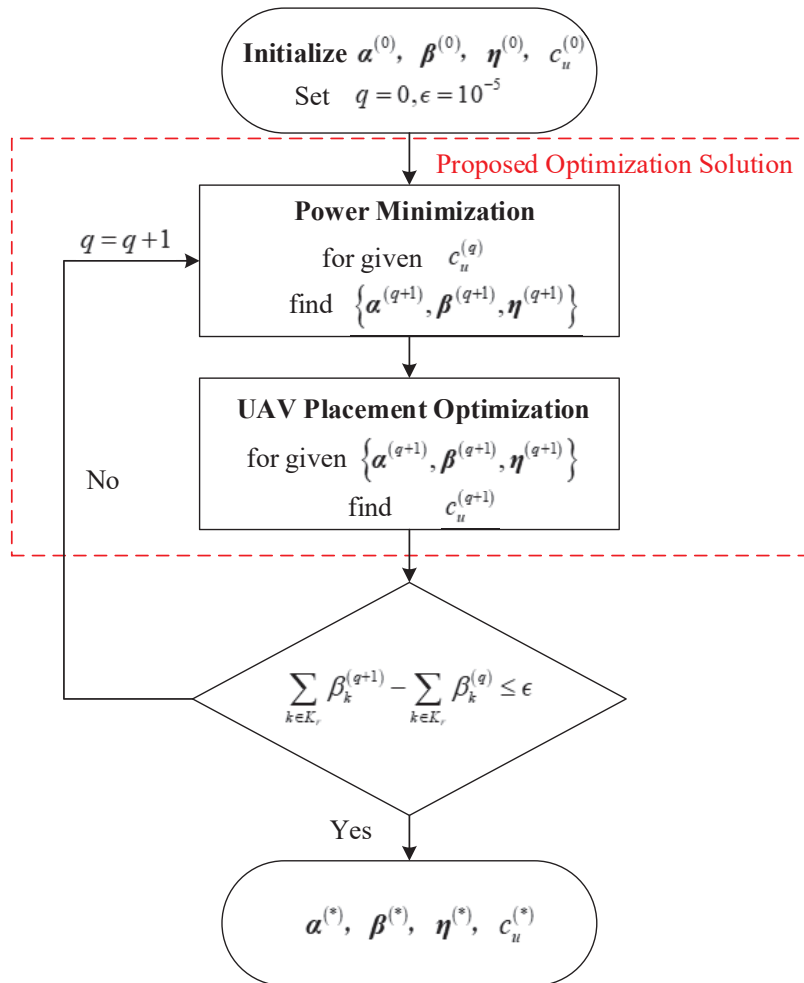 Initialize α^(0), β^(0), η^(0), c_u^(0)
Set q = 0, ϵ = 10^−5
Proposed Optimization Solution
Power Minimization
q = q+1
for given c_u^(q)
find {α^(q+1), β^(q+1), η^(q+1)}
UAV Placement Optimization
for given {α^(q+1), β^(q+1), η^(q+1)}
No
find c_u^(q+1)
∑_{k∈K_r} β_k^(q+1) − ∑_{k∈K_r} β_k^(q) ≤ ϵ
Yes
α^(*), β^(*), η^(*), c_u^(*)